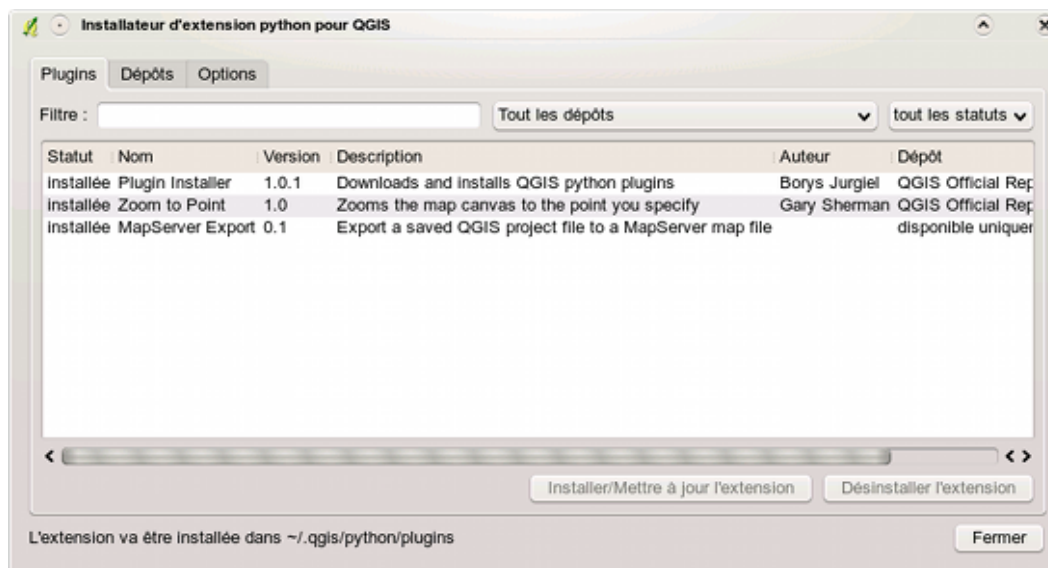 Installateur d'extension python pour QGIS
Plugins Dépôts Options
Filtre : Tout les dépôts tout les statuts
Statut Nom Version Description Auteur Dépôt
installée Plugin Installer 1.0.1 Downloads and installs QGIS python plugins Borys Jurgiel QGIS Official Rep
installée Zoom to Point 1.0 Zooms the map canvas to the point you specify Gary Sherman QGIS Official Rep
installée MapServer Export 0.1 Export a saved QGIS project file to a MapServer map file disponible uniquer
Installer/Mettre à jour l'extension Désinstaller l'extension
L'extension va être installée dans ~/.qgis/python/plugins Fermer